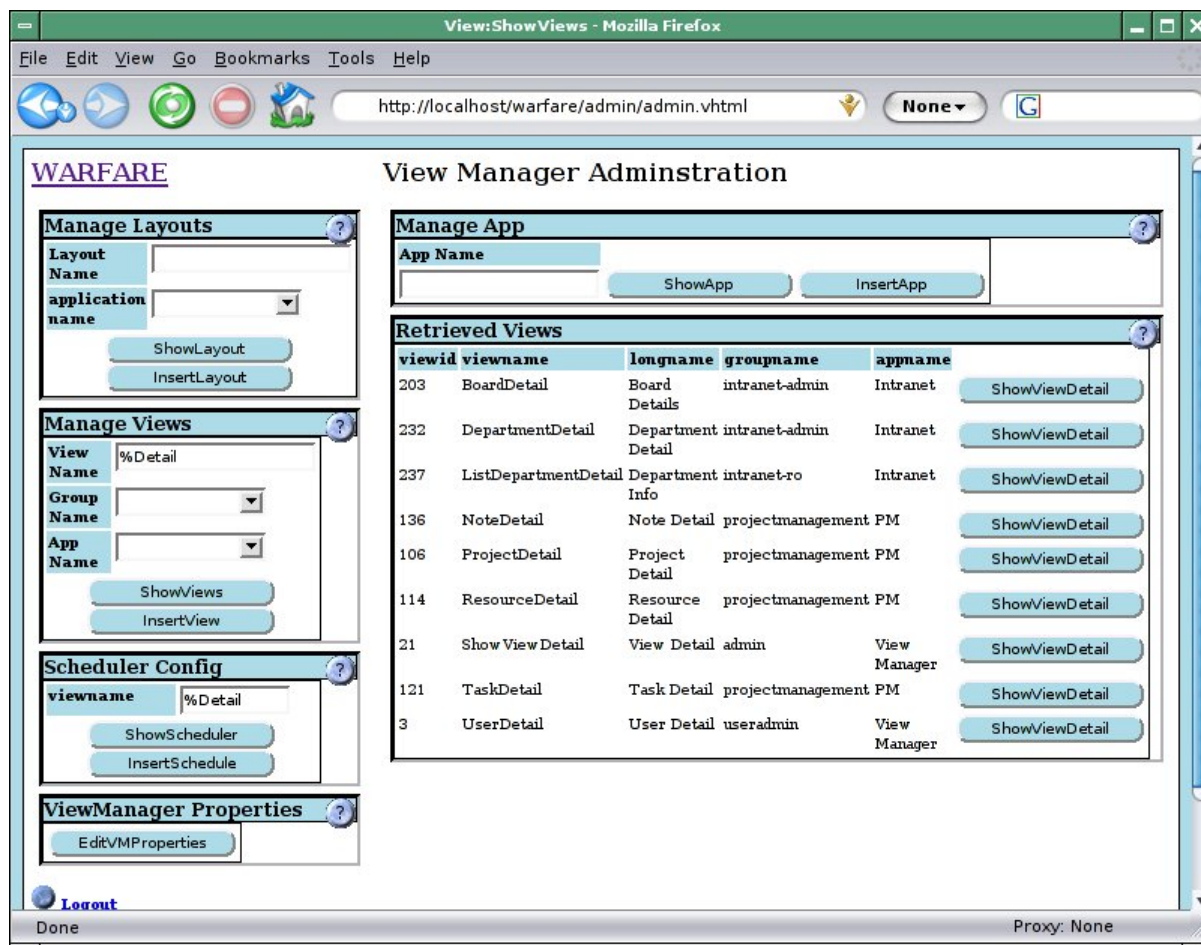 View:ShowViews - Mozilla Firefox
File Edit View Go Bookmarks Tools Help
http://localhost/warfare/admin/admin.vhtml None G
WARFARE View Manager Adminstration
Manage Layouts ?
Layout
Name
application
name
ShowLayout
InsertLayout
Manage Views ?
View
Name
%Detail
Group
Name
App
Name
ShowViews
InsertView
Scheduler Config ?
viewname %Detail
ShowScheduler
InsertSchedule
ViewManager Properties ?
EditVMProperties
Logout
Manage App ?
App Name
ShowApp InsertApp
Retrieved Views ?
viewid viewname longname groupname appname
203 BoardDetail Board Details intranet-admin Intranet ShowViewDetail
232 DepartmentDetail Department Detail intranet-admin Intranet ShowViewDetail
237 ListDepartmentDetail Department Info intranet-ro Intranet ShowViewDetail
136 NoteDetail Note Detail projectmanagement PM ShowViewDetail
106 ProjectDetail Project Detail projectmanagement PM ShowViewDetail
114 ResourceDetail Resource Detail projectmanagement PM ShowViewDetail
21 Show View Detail View Detail admin View Manager ShowViewDetail
121 TaskDetail Task Detail projectmanagement PM ShowViewDetail
3 UserDetail User Detail useradmin View Manager ShowViewDetail
Done Proxy: None